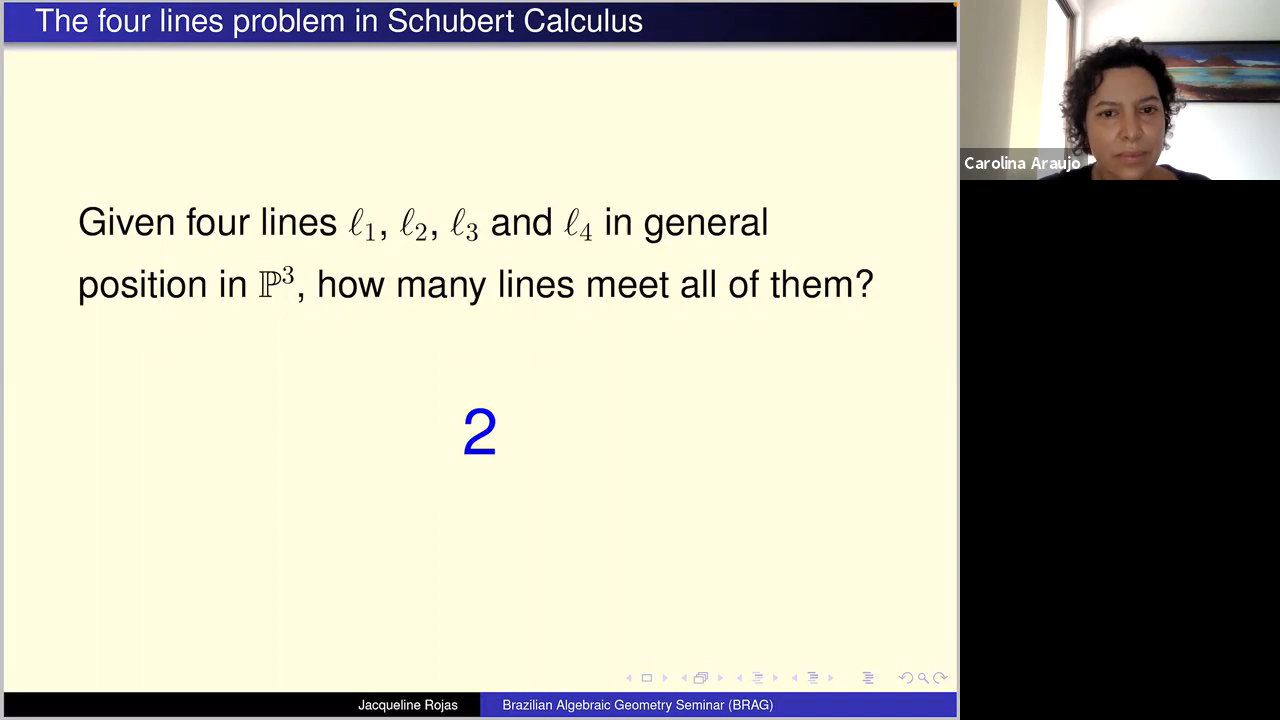 The four lines problem in Schubert Calculus
Given four lines ℓ₁, ℓ₂, ℓ₃ and ℓ₄ in general
position in ℙ³, how many lines meet all of them?
2
Jacqueline Rojas
Brazilian Algebraic Geometry Seminar (BRAG)
Carolina Araujo